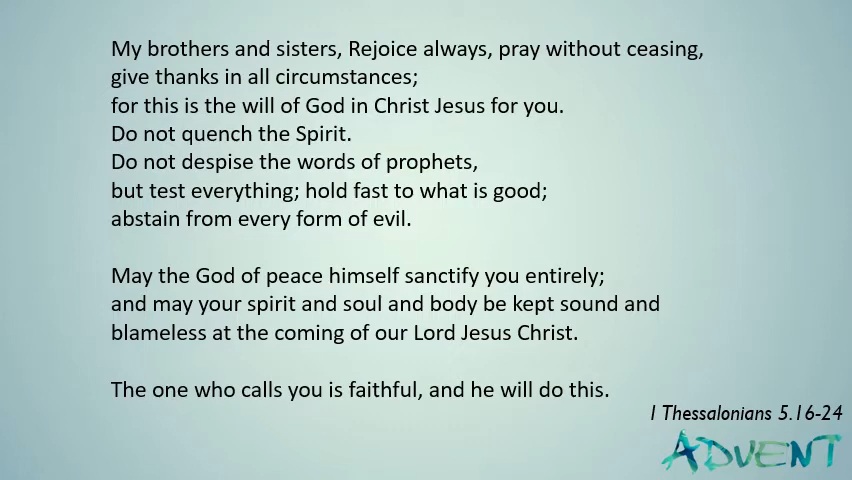 My brothers and sisters, Rejoice always, pray without ceasing,
give thanks in all circumstances;
for this is the will of God in Christ Jesus for you.
Do not quench the Spirit.
Do not despise the words of prophets,
but test everything; hold fast to what is good;
abstain from every form of evil.
May the God of peace himself sanctify you entirely;
and may your spirit and soul and body be kept sound and
blameless at the coming of our Lord Jesus Christ.
The one who calls you is faithful, and he will do this.
1 Thessalonians 5.16-24
ADVENT